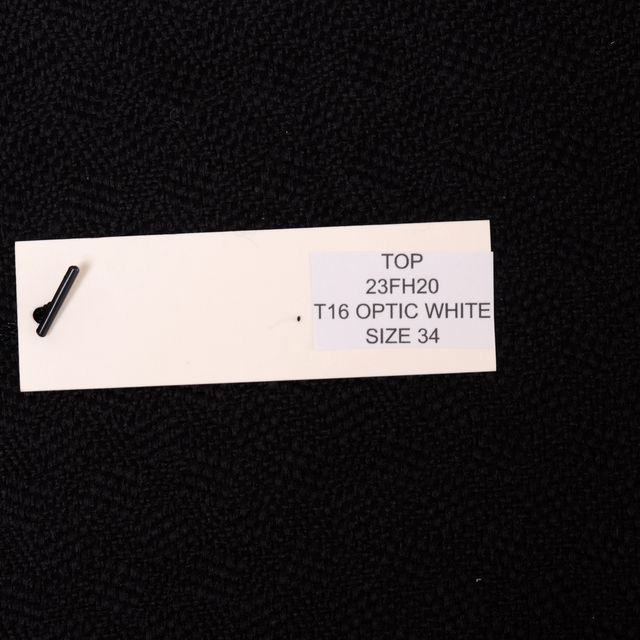 TOP
23FH20
T16 OPTIC WHITE
SIZE 34